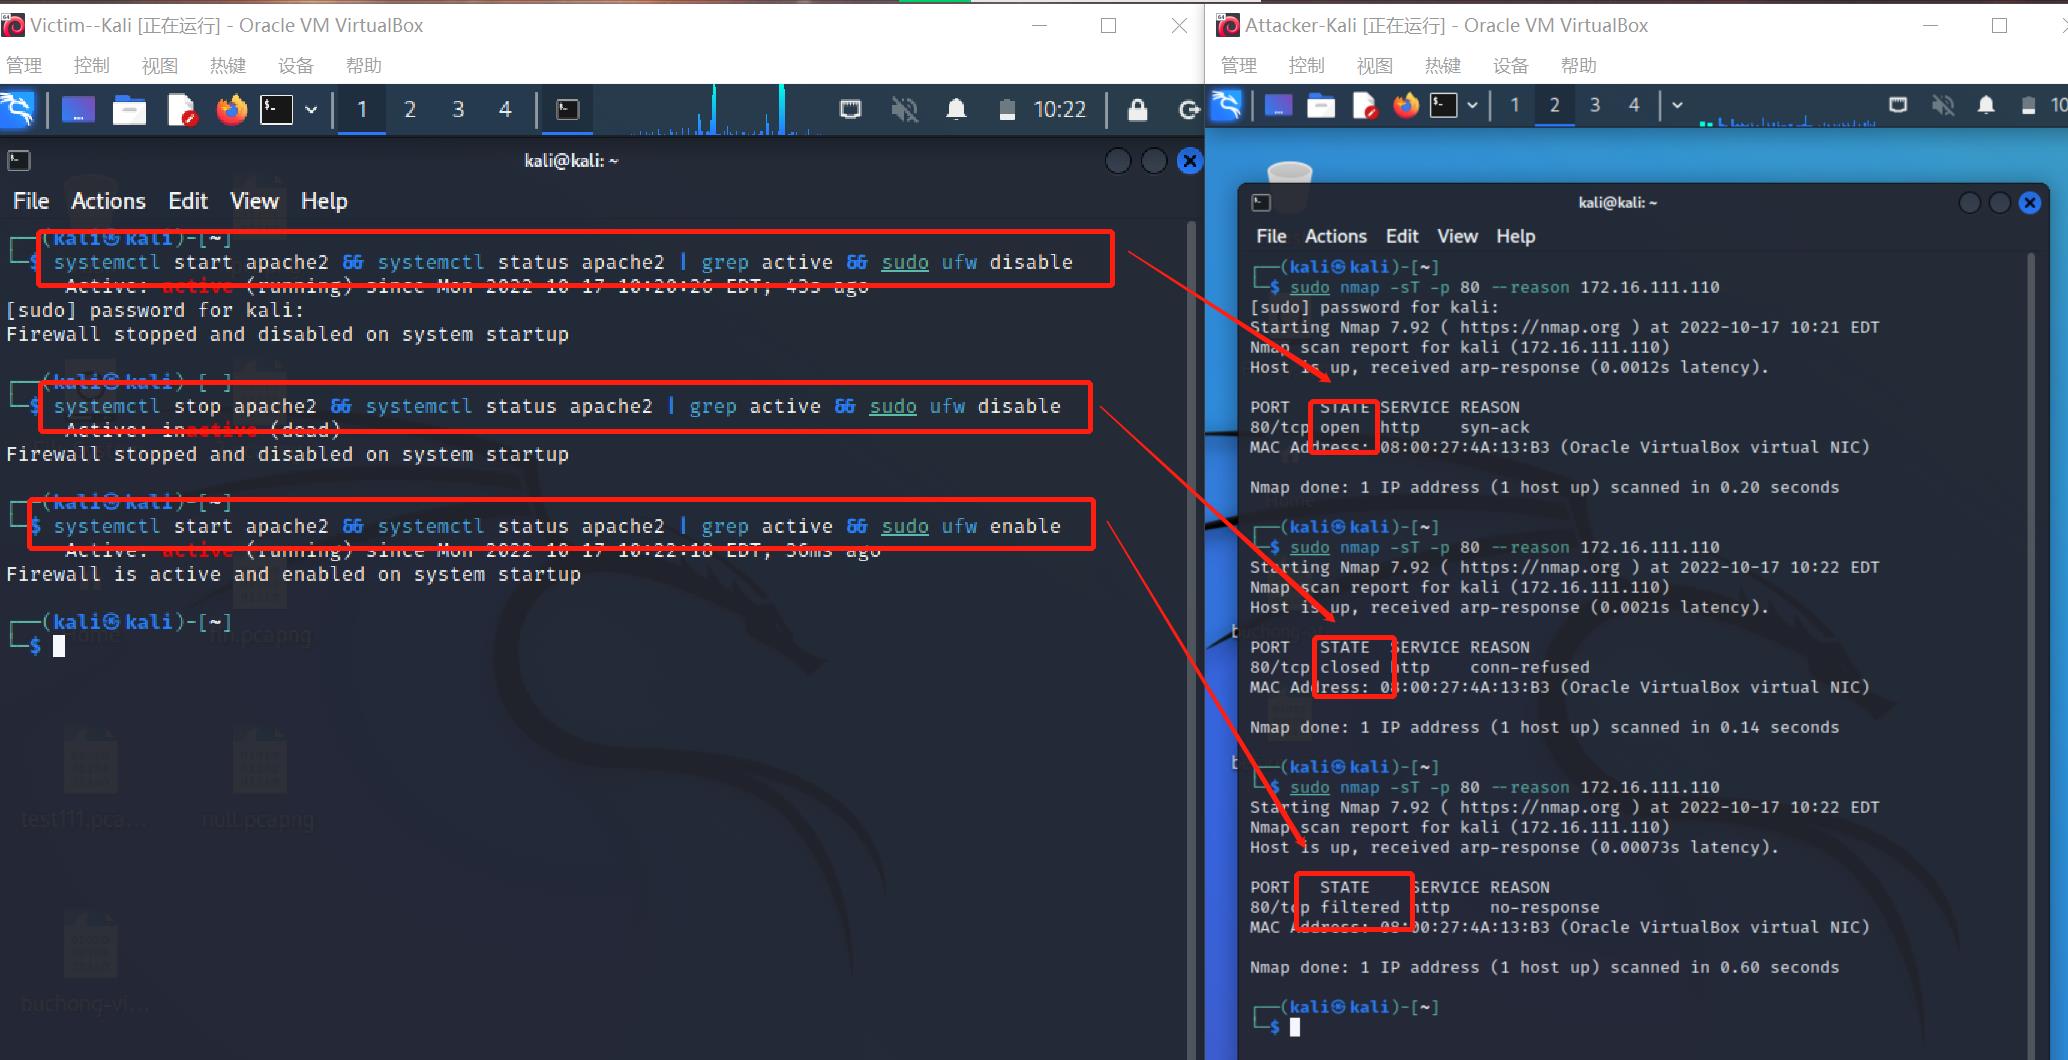 Victim--Kali [正在运行] - Oracle VM VirtualBox
管理 控制 视图 热键 设备 帮助
1 2 3 4 10:22
kali@kali: ~
File Actions Edit View Help
(kali㉿kali)-[~]
$ systemctl start apache2 && systemctl status apache2 | grep active && sudo ufw disable
Active: active (running) since Mon 2022-10-17 10:20:26 EDT; 43s ago
[sudo] password for kali:
Firewall stopped and disabled on system startup
(kali㉿kali)-[~]
$ systemctl stop apache2 && systemctl status apache2 | grep active && sudo ufw disable
Active: inactive (dead)
Firewall stopped and disabled on system startup
(kali㉿kali)-[~]
$ systemctl start apache2 && systemctl status apache2 | grep active && sudo ufw enable
Active: active (running) since Mon 2022-10-17 10:22:18 EDT; 36ms ago
Firewall is active and enabled on system startup
(kali㉿kali)-[~]
$
Home
test111.pca...
null.pcapng
buchong-vi...
Attacker-Kali [正在运行] - Oracle VM VirtualBox
管理 控制 视图 热键 设备 帮助
1 2 3 4 10
kali@kali: ~
File Actions Edit View Help
(kali㉿kali)-[~]
$ sudo nmap -sT -p 80 --reason 172.16.111.110
[sudo] password for kali:
Starting Nmap 7.92 ( https://nmap.org ) at 2022-10-17 10:21 EDT
Nmap scan report for kali (172.16.111.110)
Host is up, received arp-response (0.0012s latency).
PORT STATE SERVICE REASON
80/tcp open http syn-ack
MAC Address: 08:00:27:4A:13:B3 (Oracle VirtualBox virtual NIC)
Nmap done: 1 IP address (1 host up) scanned in 0.20 seconds
(kali㉿kali)-[~]
$ sudo nmap -sT -p 80 --reason 172.16.111.110
Starting Nmap 7.92 ( https://nmap.org ) at 2022-10-17 10:22 EDT
Nmap scan report for kali (172.16.111.110)
Host is up, received arp-response (0.0021s latency).
PORT STATE SERVICE REASON
80/tcp closed http conn-refused
MAC Address: 08:00:27:4A:13:B3 (Oracle VirtualBox virtual NIC)
Nmap done: 1 IP address (1 host up) scanned in 0.14 seconds
(kali㉿kali)-[~]
$ sudo nmap -sT -p 80 --reason 172.16.111.110
Starting Nmap 7.92 ( https://nmap.org ) at 2022-10-17 10:22 EDT
Nmap scan report for kali (172.16.111.110)
Host is up, received arp-response (0.00073s latency).
PORT STATE SERVICE REASON
80/tcp filtered http no-response
MAC Address: 08:00:27:4A:13:B3 (Oracle VirtualBox virtual NIC)
Nmap done: 1 IP address (1 host up) scanned in 0.60 seconds
(kali㉿kali)-[~]
$